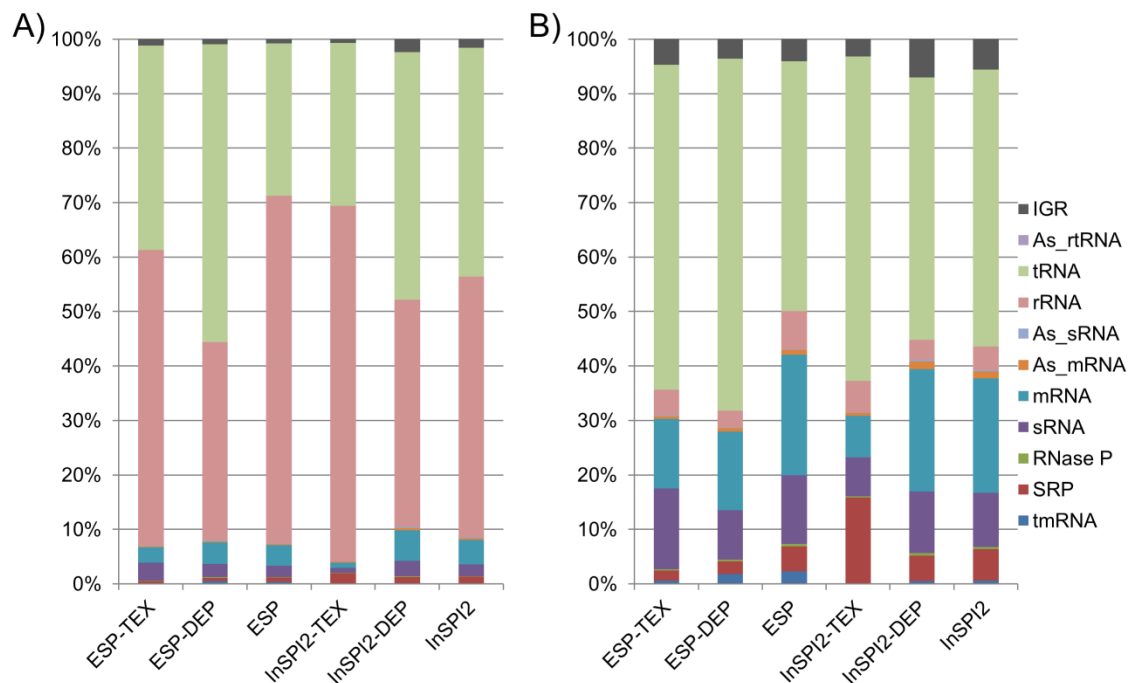 A)
100%
90%
80%
70%
60%
50%
40%
30%
20%
10%
0%
ESP-TEX
ESP-DEP
ESP
InSPI2-TEX
InSPI2-DEP
InSPI2
B)
100%
90%
80%
70%
60%
50%
40%
30%
20%
10%
0%
ESP-TEX
ESP-DEP
ESP
InSPI2-TEX
InSPI2-DEP
InSPI2
IGR
As_rtRNA
tRNA
rRNA
As_sRNA
As_mRNA
mRNA
sRNA
RNase P
SRP
tmRNA